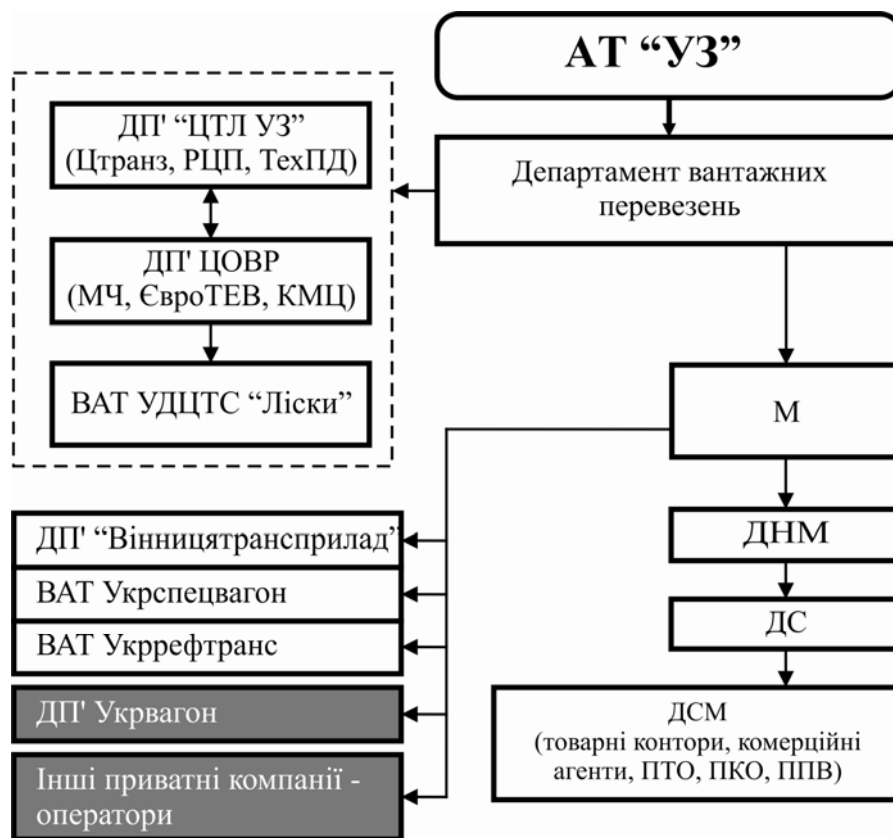 АТ “УЗ”
Департамент вантажних
перевезень
ДП' “ЦТЛ УЗ”
(Цтранз, РЦП, ТехПД)
ДП' ЦОВР
(МЧ, ЄвроТЕВ, КМЦ)
ВАТ УДЦТС “Ліски”
М
ДНМ
ДС
ДСМ
(товарні контори, комерційні
агенти, ПТО, ПКО, ППВ)
ДП' “Вінницятрансприлад”
ВАТ Укрспецвагон
ВАТ Укррефтранс
ДП' Укрвагон
Інші приватні компанії -
оператори